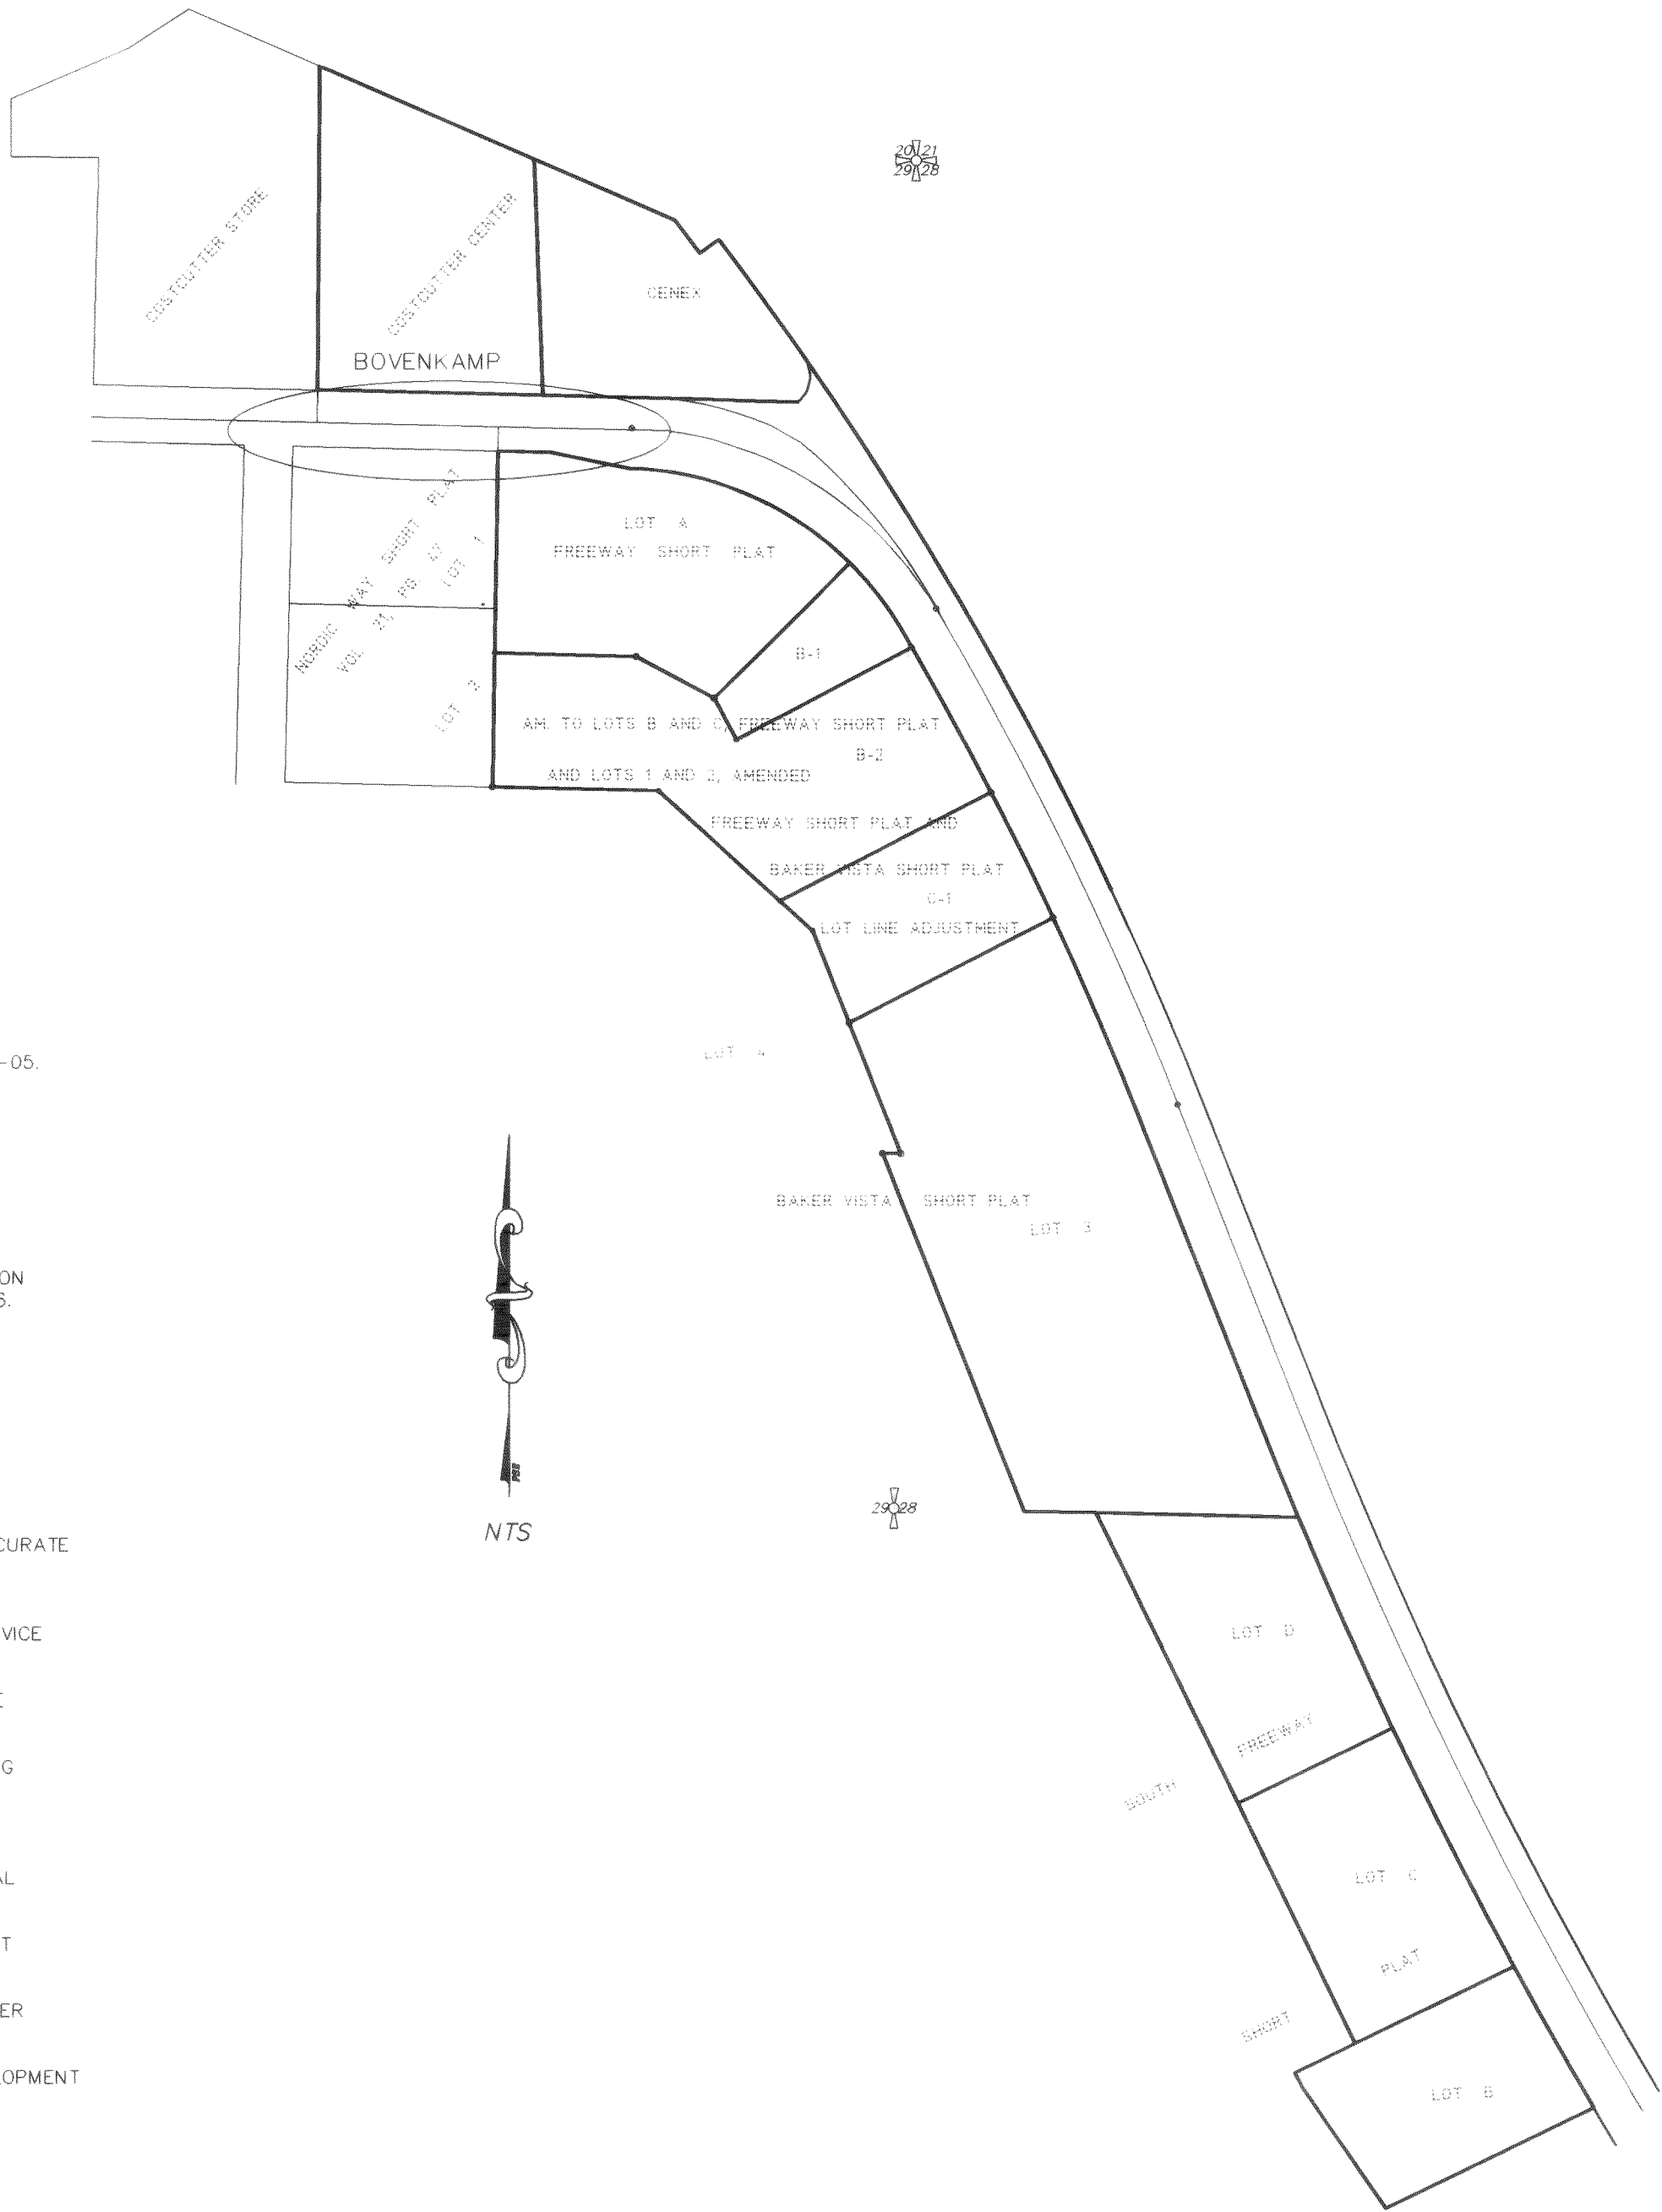 20 21
29 28
COSTCUTTER STORE
COSTCUTTER CENTER
CENEX
BOVENKAMP
NORDIC WAY SHORT PLAT
VOL. 21, PG. 47
LOT 1
LOT 2
LOT A
FREEWAY SHORT PLAT
B-1
AM. TO LOTS B AND C, FREEWAY SHORT PLAT
B-2
AND LOTS 1 AND 2, AMENDED
FREEWAY SHORT PLAT AND
BAKER VISTA SHORT PLAT
C-1
LOT LINE ADJUSTMENT
LOT 4
-05.
BAKER VISTA SHORT PLAT
LOT 3
ON
6.
29 28
NTS
CURATE
VICE
E
G
AL
T
ER
OPMENT
LOT D
FREEWAY
SOUTH
LOT C
PLAT
SHORT
LOT B